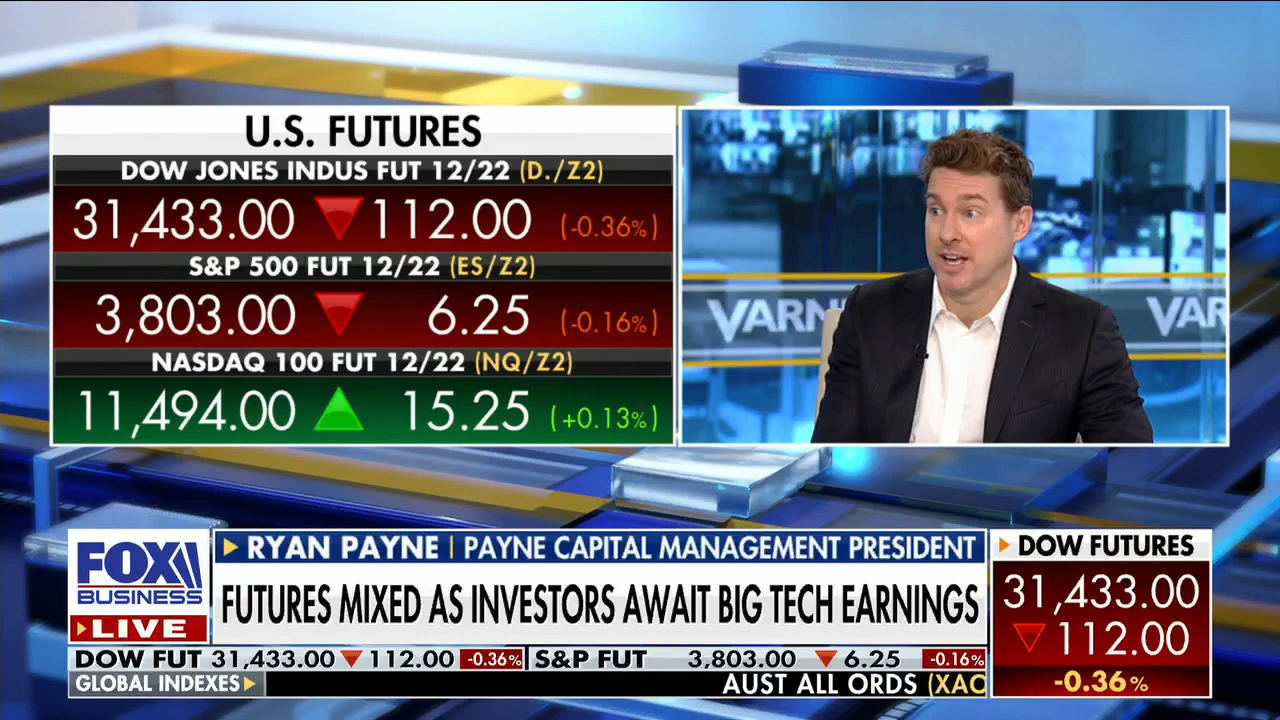 U.S. FUTURES
DOW JONES INDUS FUT 12/22 (D./Z2)
31,433.00 ▼ 112.00 (-0.36%)
S&P 500 FUT 12/22 (ES/Z2)
3,803.00 ▼ 6.25 (-0.16%)
NASDAQ 100 FUT 12/22 (NQ/Z2)
11,494.00 ▲ 15.25 (+0.13%)
VARN
VAR
FOX
BUSINESS
LIVE
RYAN PAYNE | PAYNE CAPITAL MANAGEMENT PRESIDENT
FUTURES MIXED AS INVESTORS AWAIT BIG TECH EARNINGS
DOW FUTURES
31,433.00
▼ 112.00
-0.36%
DOW FUT 31,433.00 ▼ 112.00 -0.36% S&P FUT 3,803.00 ▼ 6.25 -0.16%
GLOBAL INDEXES AUST ALL ORDS (XAO